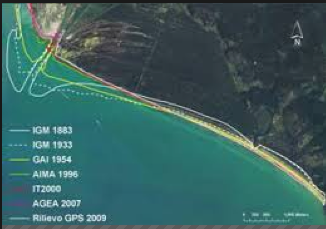 N
IGM 1883
IGM 1933
GAI 1954
AIMA 1996
IT2000
AGEA 2007
Rilievo GPS 2009